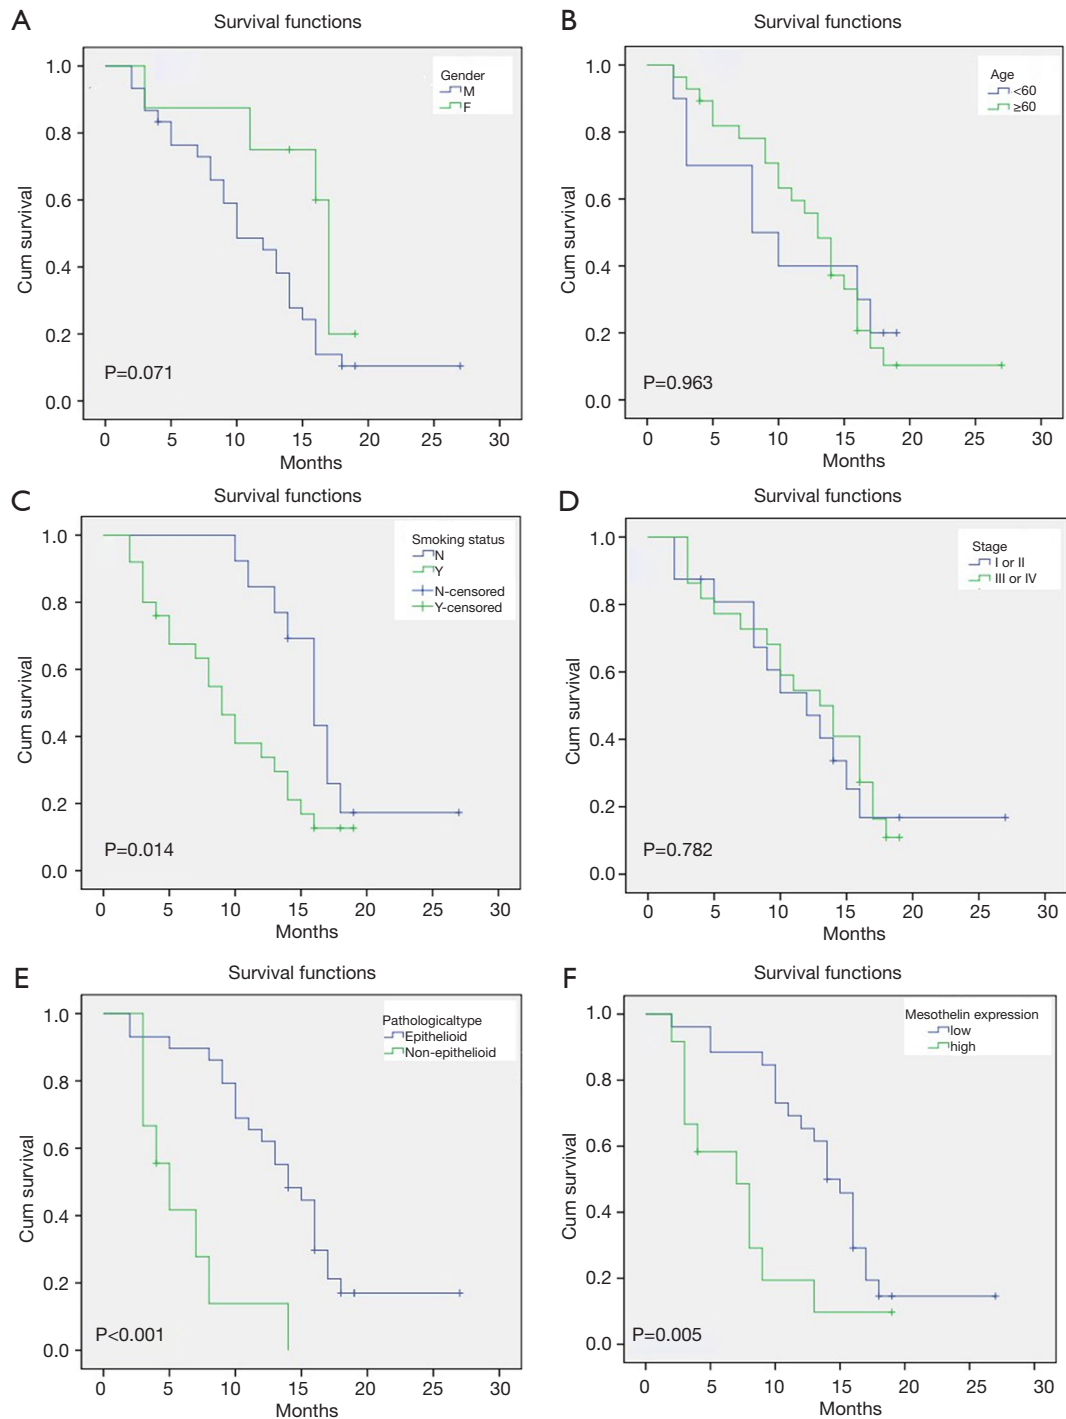 A
Survival functions
Gender
M
F
1.0
0.8
0.6
0.4
0.2
0.0
Cum survival
P=0.071
0 5 10 15 20 25 30
Months
B
Survival functions
Age
<60
≥60
1.0
0.8
0.6
0.4
0.2
0.0
Cum survival
P=0.963
0 5 10 15 20 25 30
Months
C
Survival functions
Smoking status
N
Y
N-censored
Y-censored
1.0
0.8
0.6
0.4
0.2
0.0
Cum survival
P=0.014
0 5 10 15 20 25 30
Months
D
Survival functions
Stage
I or II
III or IV
1.0
0.8
0.6
0.4
0.2
0.0
Cum survival
P=0.782
0 5 10 15 20 25 30
Months
E
Survival functions
Pathologicaltype
Epithelioid
Non-epithelioid
1.0
0.8
0.6
0.4
0.2
0.0
Cum survival
P<0.001
0 5 10 15 20 25 30
Months
F
Survival functions
Mesothelin expression
low
high
1.0
0.8
0.6
0.4
0.2
0.0
Cum survival
P=0.005
0 5 10 15 20 25 30
Months